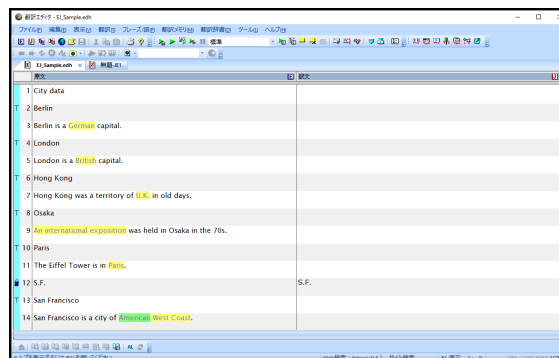 翻訳エディタ - EJ_Sample.edh
ファイル(F) 編集(E) 表示(V) 翻訳(T) フレーズ/語(P) 翻訳メモリ(M) 翻訳辞書(D) ツール(U) ヘルプ(H)
標準
EJ_Sample.edh × 無題-JE1
原文 訳文
1 City data
T 2 Berlin
3 Berlin is a German capital.
T 4 London
5 London is a British capital.
T 6 Hong Kong
7 Hong Kong was a territory of U.K. in old days.
T 8 Osaka
9 An international exposition was held in Osaka in the 70s.
T 10 Paris
11 The Eiffel Tower is in Paris.
12 S.F. S.F.
T 13 San Francisco
14 San Francisco is a city of American West Coast.